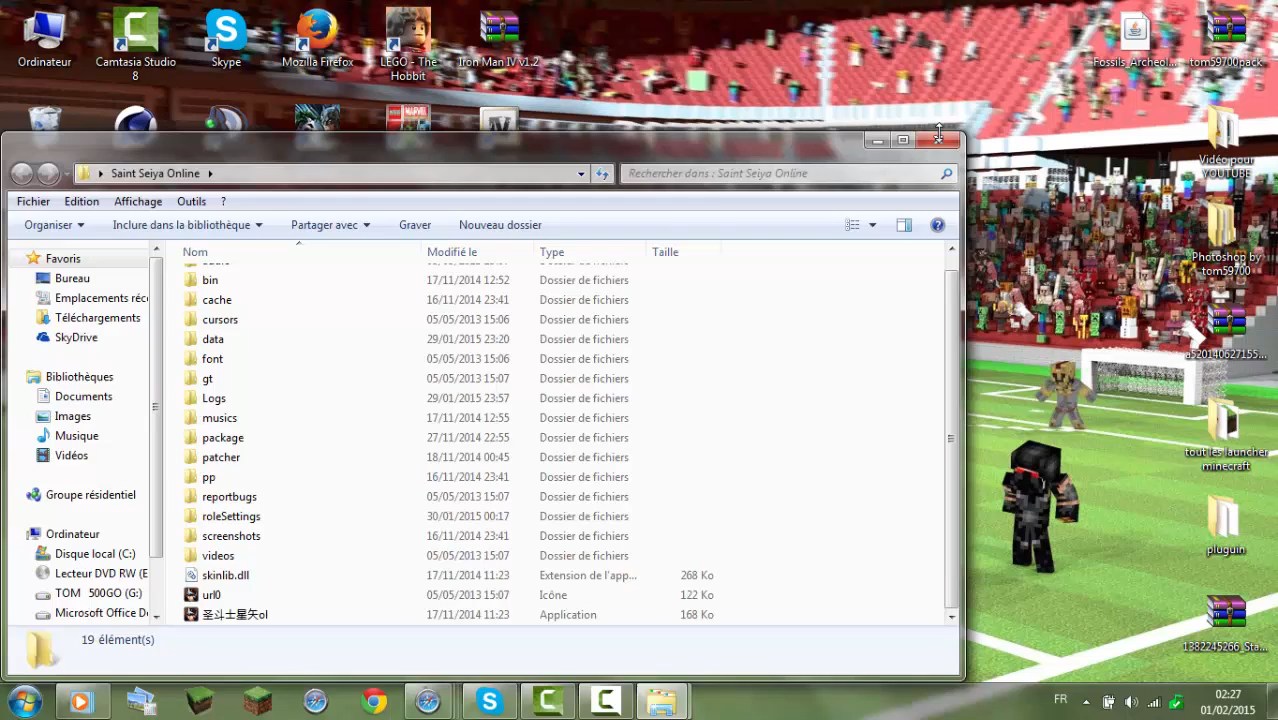 Ordinateur
Camtasia Studio
8
Skype
Mozilla Firefox
LEGO - The
Hobbit
Iron Man IV v1.2
Fossils_Archeol...
tom59700pack
Vidéo pour
YOUTUBE
Saint Seiya Online
Rechercher dans : Saint Seiya Online
Fichier Edition Affichage Outils ?
Organiser Inclure dans la bibliothèque Partager avec Graver Nouveau dossier
Nom Modifié le Type Taille
Favoris
Bureau
Emplacements réc
Téléchargements
SkyDrive
Bibliothèques
Documents
Images
Musique
Vidéos
Groupe résidentiel
Ordinateur
Disque local (C:)
Lecteur DVD RW (E
TOM 500GO (G:)
Microsoft Office D
bin 17/11/2014 12:52 Dossier de fichiers
cache 16/11/2014 23:41 Dossier de fichiers
cursors 05/05/2013 15:06 Dossier de fichiers
data 29/01/2015 23:20 Dossier de fichiers
font 05/05/2013 15:06 Dossier de fichiers
gt 05/05/2013 15:07 Dossier de fichiers
Logs 29/01/2015 23:57 Dossier de fichiers
musics 17/11/2014 12:55 Dossier de fichiers
package 27/11/2014 22:55 Dossier de fichiers
patcher 18/11/2014 00:45 Dossier de fichiers
pp 16/11/2014 23:41 Dossier de fichiers
reportbugs 05/05/2013 15:07 Dossier de fichiers
roleSettings 30/01/2015 00:17 Dossier de fichiers
screenshots 16/11/2014 23:41 Dossier de fichiers
videos 05/05/2013 15:07 Dossier de fichiers
skinlib.dll 17/11/2014 11:23 Extension de l'app... 268 Ko
url0 05/05/2013 15:07 Icône 122 Ko
圣斗士星矢ol 17/11/2014 11:23 Application 168 Ko
19 élément(s)
Photoshop by
tom59700
a520140627155...
tout les launcher
minecraft
pluguin
1382245266_Sta...
FR
02:27
01/02/2015